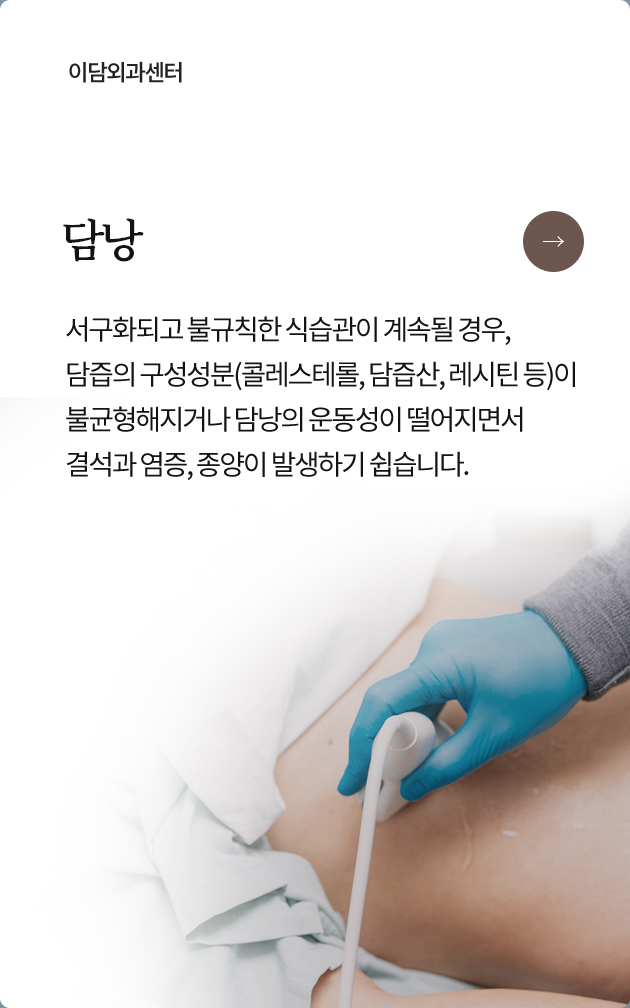 이담외과센터
담낭
서구화되고 불규칙한 식습관이 계속될 경우,
담즙의 구성성분(콜레스테롤, 담즙산, 레시틴 등)이
불균형해지거나 담낭의 운동성이 떨어지면서
결석과 염증, 종양이 발생하기 쉽습니다.